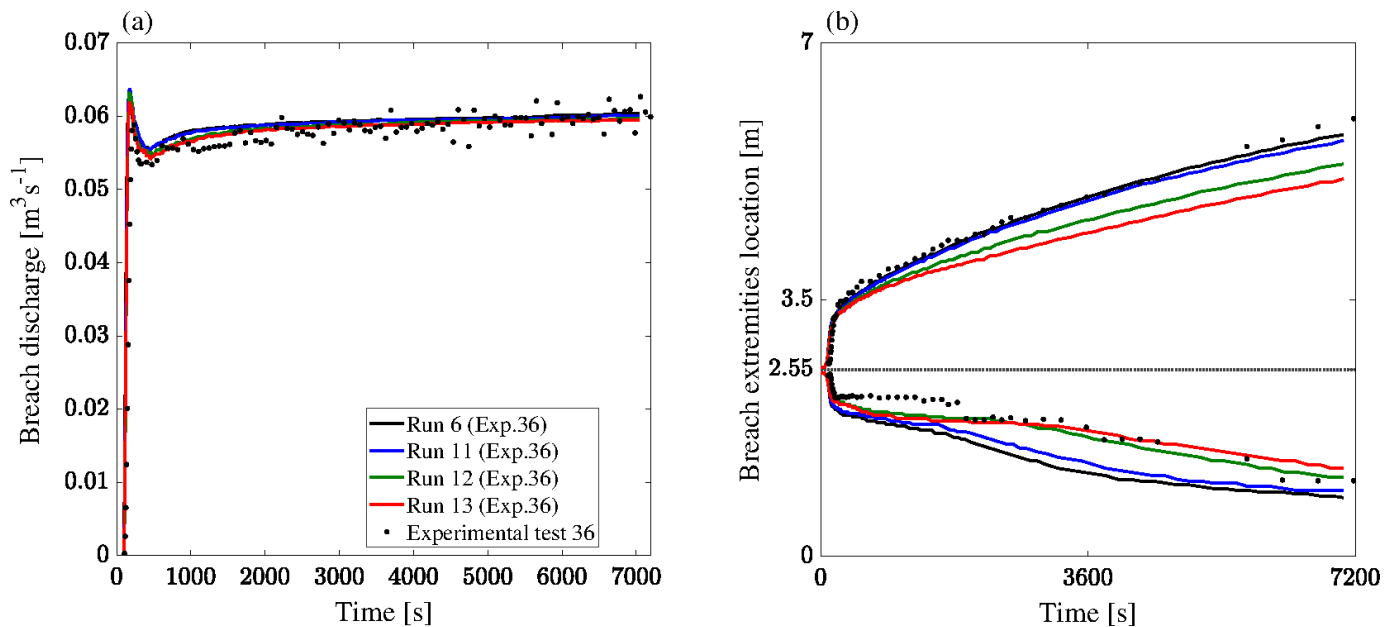 (a)
0.07
0.06
0.05
0.04
0.03
0.02
0.01
0
Breach discharge [m³s⁻¹]
Run 6 (Exp.36)
Run 11 (Exp.36)
Run 12 (Exp.36)
Run 13 (Exp.36)
Experimental test 36
0 1000 2000 3000 4000 5000 6000 7000
Time [s]
(b)
7
3.5
2.55
0
Breach extremities location [m]
0 3600 7200
Time [s]